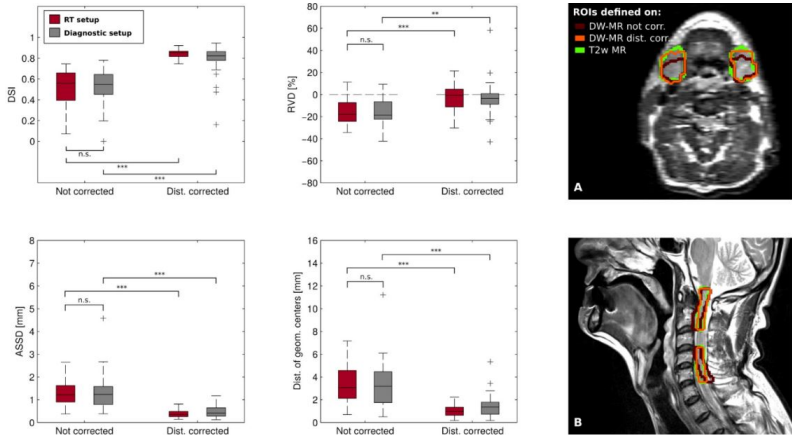 RT setup
Diagnostic setup
DSI
1
0.8
0.6
0.4
0.2
0
n.s.
***
***
Not corrected
Dist. corrected
RVD [%]
80
60
40
20
0
−20
−40
−60
−80
**
***
n.s.
Not corrected
Dist. corrected
ROIs defined on:
DW-MR not corr.
DW-MR dist. corr.
T2w MR
A
ASSD [mm]
8
7
6
5
4
3
2
1
0
***
***
n.s.
Not corrected
Dist. corrected
Dist. of geom. centers [mm]
16
14
12
10
8
6
4
2
0
***
***
n.s.
Not corrected
Dist. corrected
B